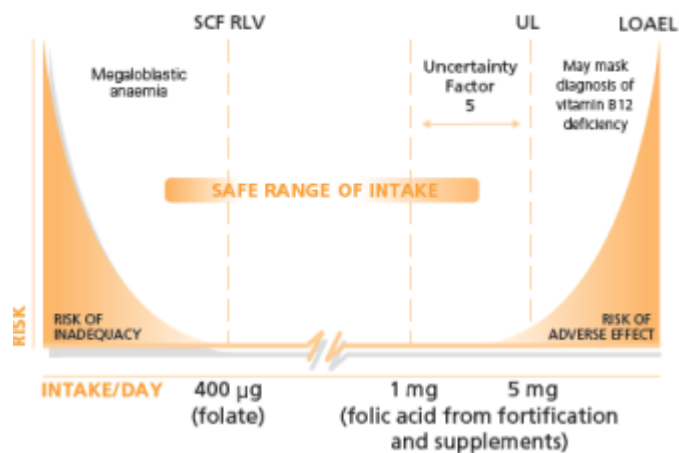 SCF RLV
UL
LOAEL
Megaloblastic
anaemia
Uncertainty
Factor
5
May mask
diagnosis of
vitamin B12
deficiency
SAFE RANGE OF INTAKE
RISK
RISK OF
INADEQUACY
RISK OF
ADVERSE EFFECT
INTAKE/DAY
400 µg
(folate)
1 mg
5 mg
(folic acid from fortification
and supplements)